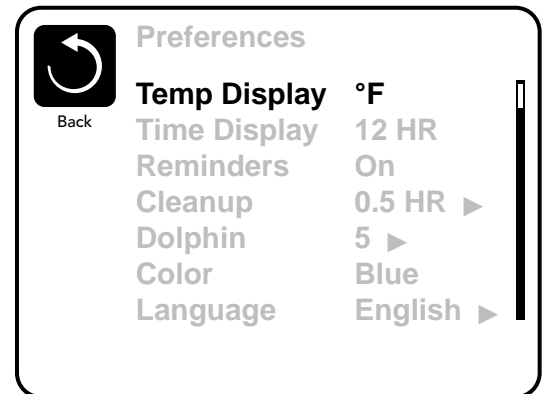 Preferences
Back
Temp Display °F
Time Display 12 HR
Reminders On
Cleanup 0.5 HR ▶
Dolphin 5 ▶
Color Blue
Language English ▶